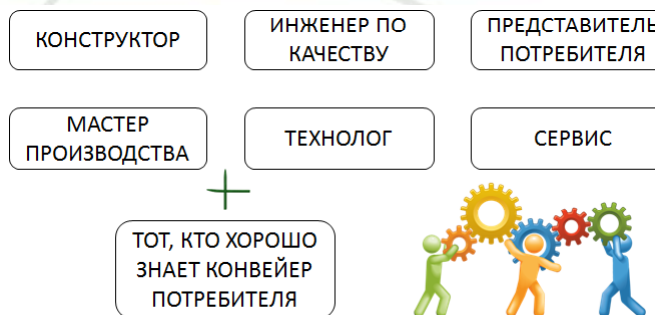 КОНСТРУКТОР
ИНЖЕНЕР ПО
КАЧЕСТВУ
ПРЕДСТАВИТЕЛЬ
ПОТРЕБИТЕЛЯ
МАСТЕР
ПРОИЗВОДСТВА
ТЕХНОЛОГ
СЕРВИС
ТОТ, КТО ХОРОШО
ЗНАЕТ КОНВЕЙЕР
ПОТРЕБИТЕЛЯ